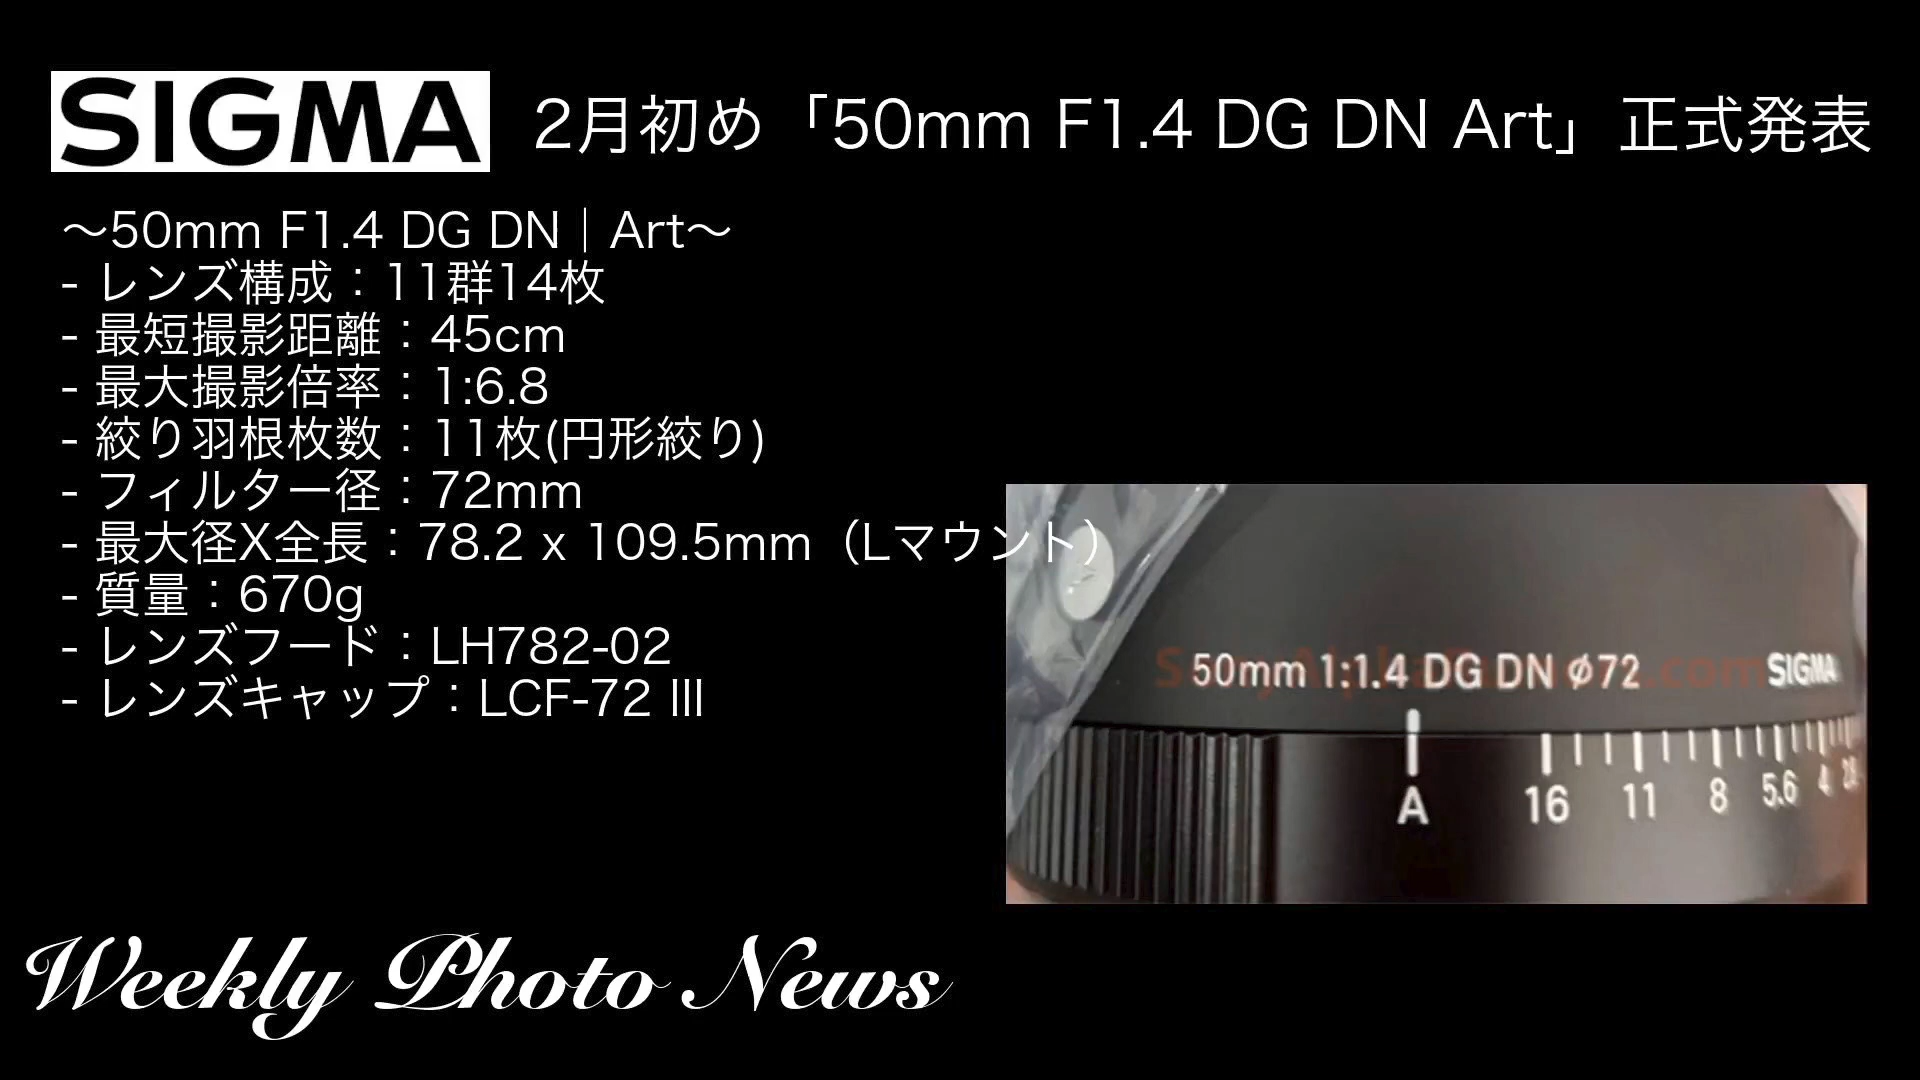 SIGMA 2月初め「50mm F1.4 DG DN Art」正式発表
〜50mm F1.4 DG DN｜Art〜
- レンズ構成：11群14枚
- 最短撮影距離：45cm
- 最大撮影倍率：1:6.8
- 絞り羽根枚数：11枚(円形絞り)
- フィルター径：72mm
- 最大径X全長：78.2 x 109.5mm（Lマウント）
- 質量：670g
- レンズフード：LH782-02
- レンズキャップ：LCF-72 III
50mm 1:1.4 DG DN ø72 SIGMA
A 16 11 8 5.6 4 2.8
Weekly Photo News